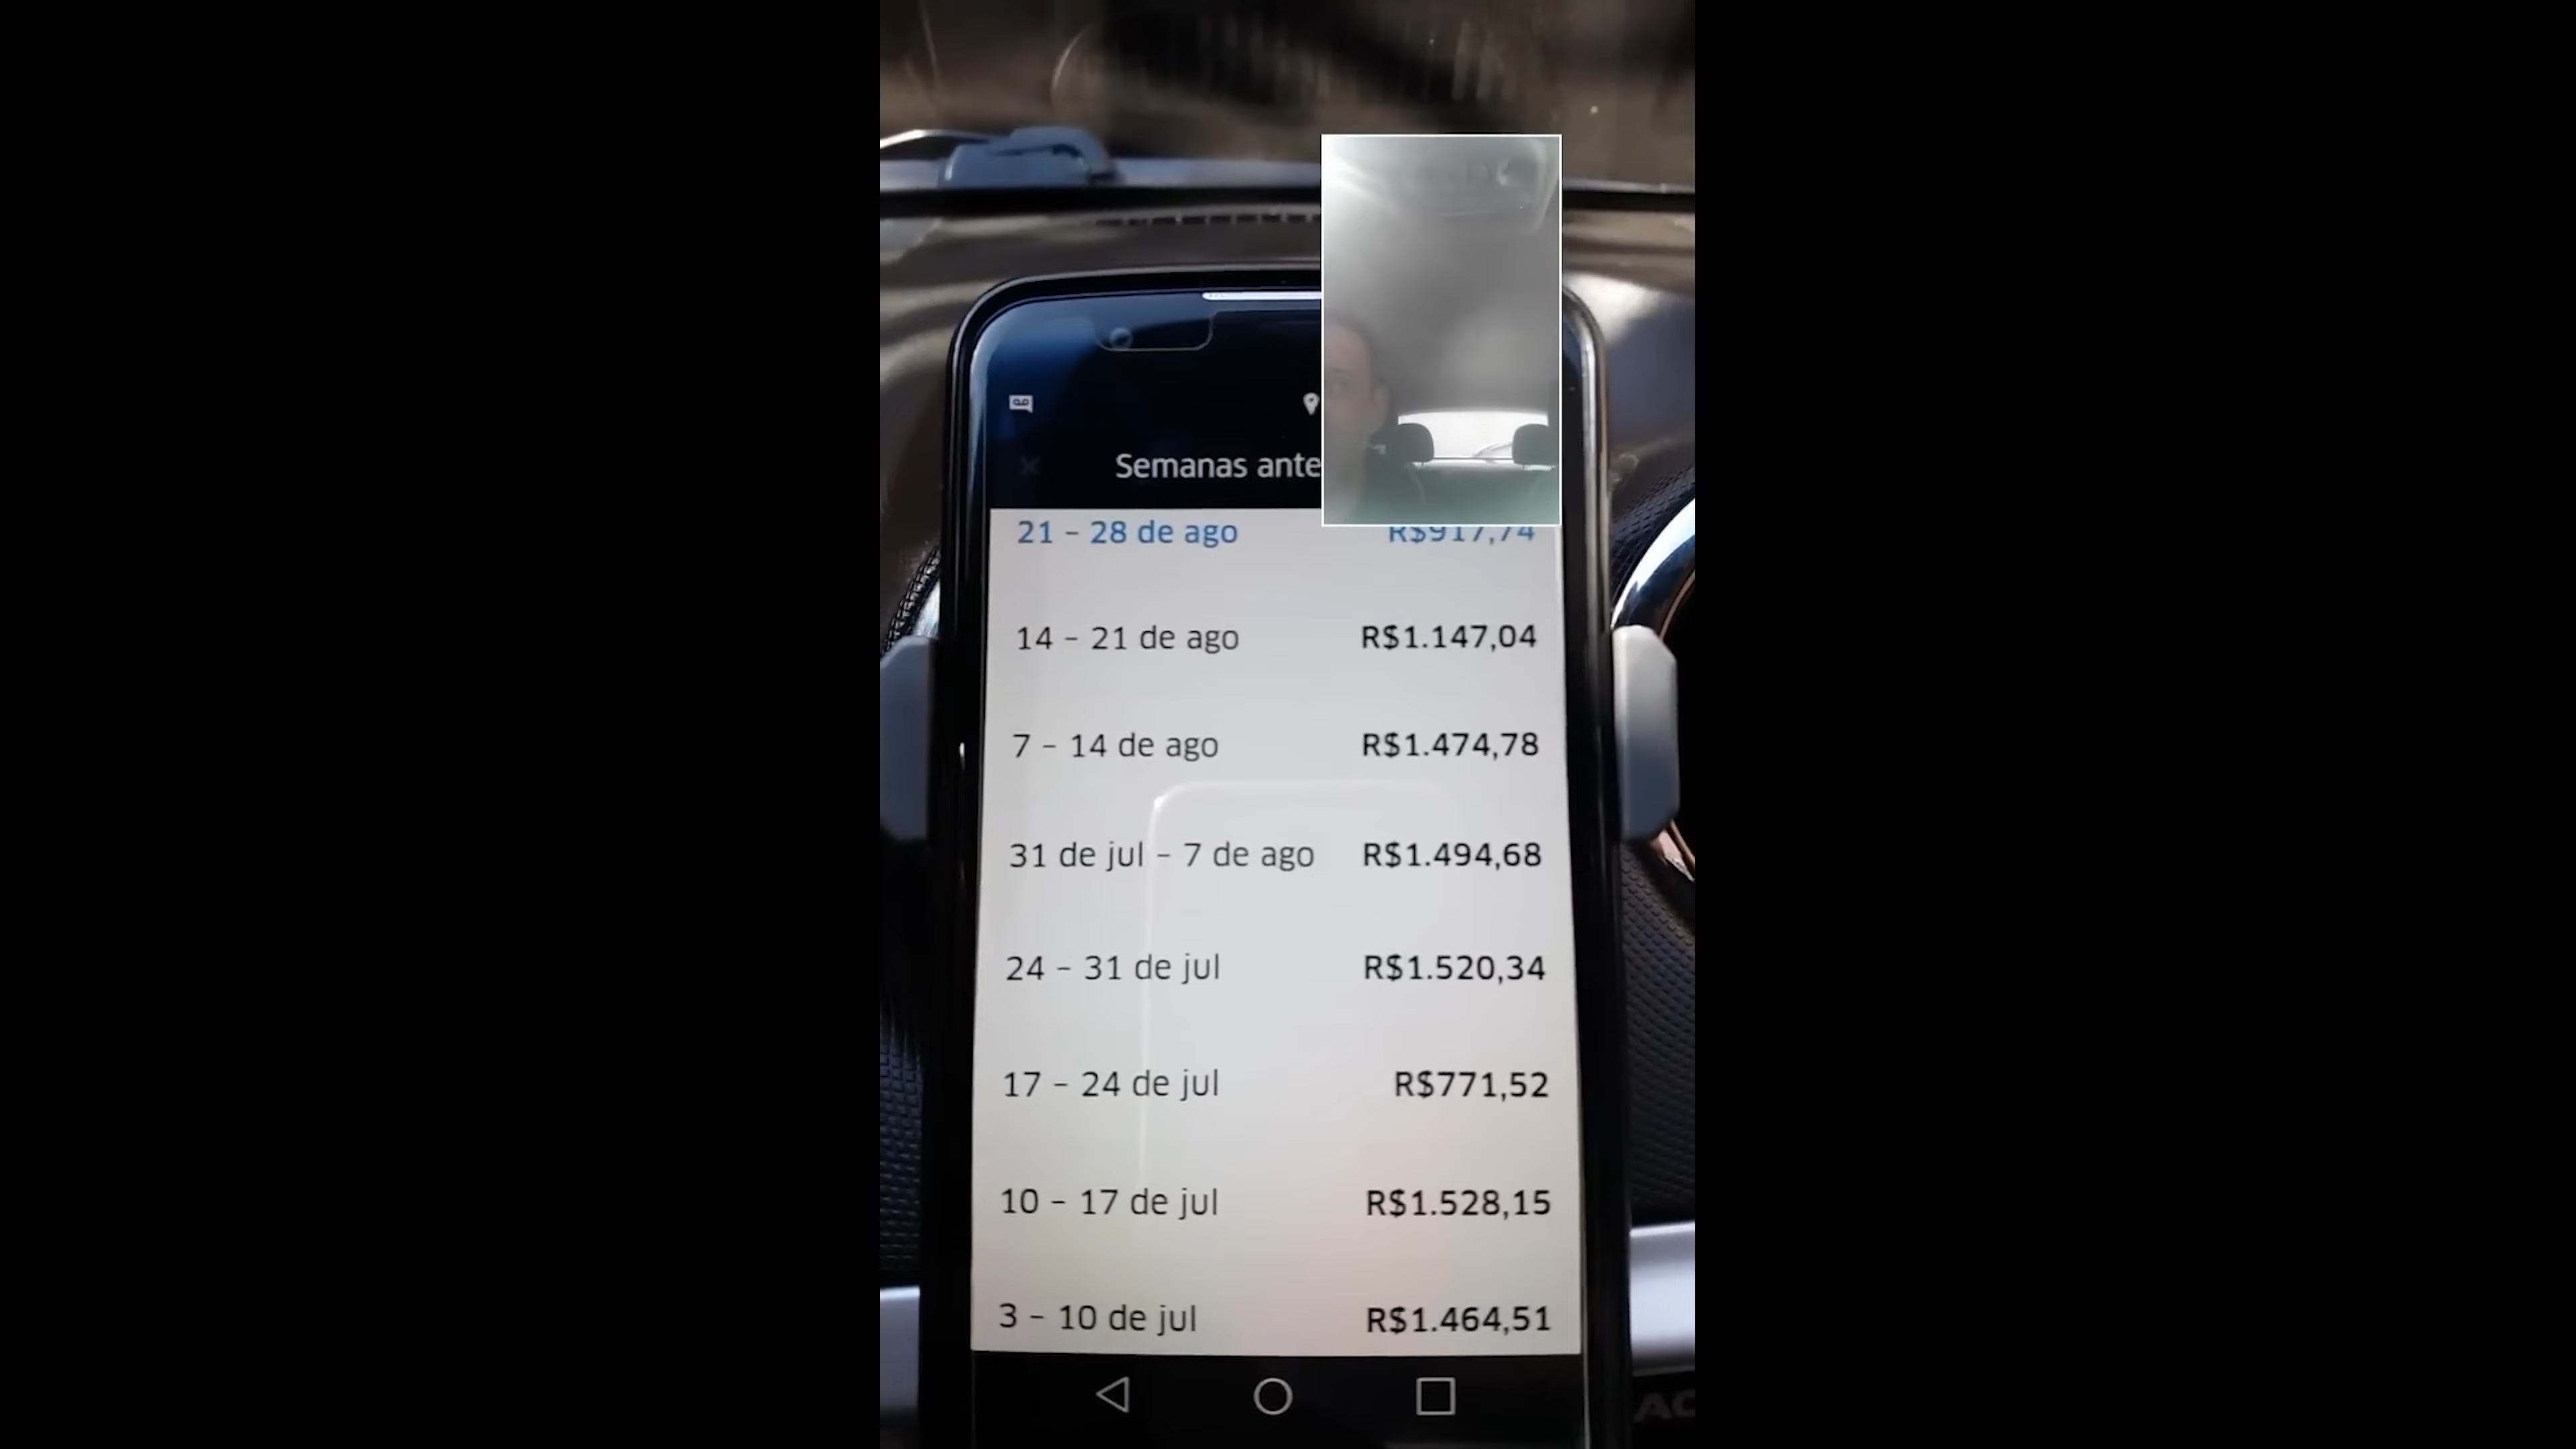 Semanas ante
21 - 28 de ago R$917,74
14 - 21 de ago R$1.147,04
7 - 14 de ago R$1.474,78
31 de jul - 7 de ago R$1.494,68
24 - 31 de jul R$1.520,34
17 - 24 de jul R$771,52
10 - 17 de jul R$1.528,15
3 - 10 de jul R$1.464,51